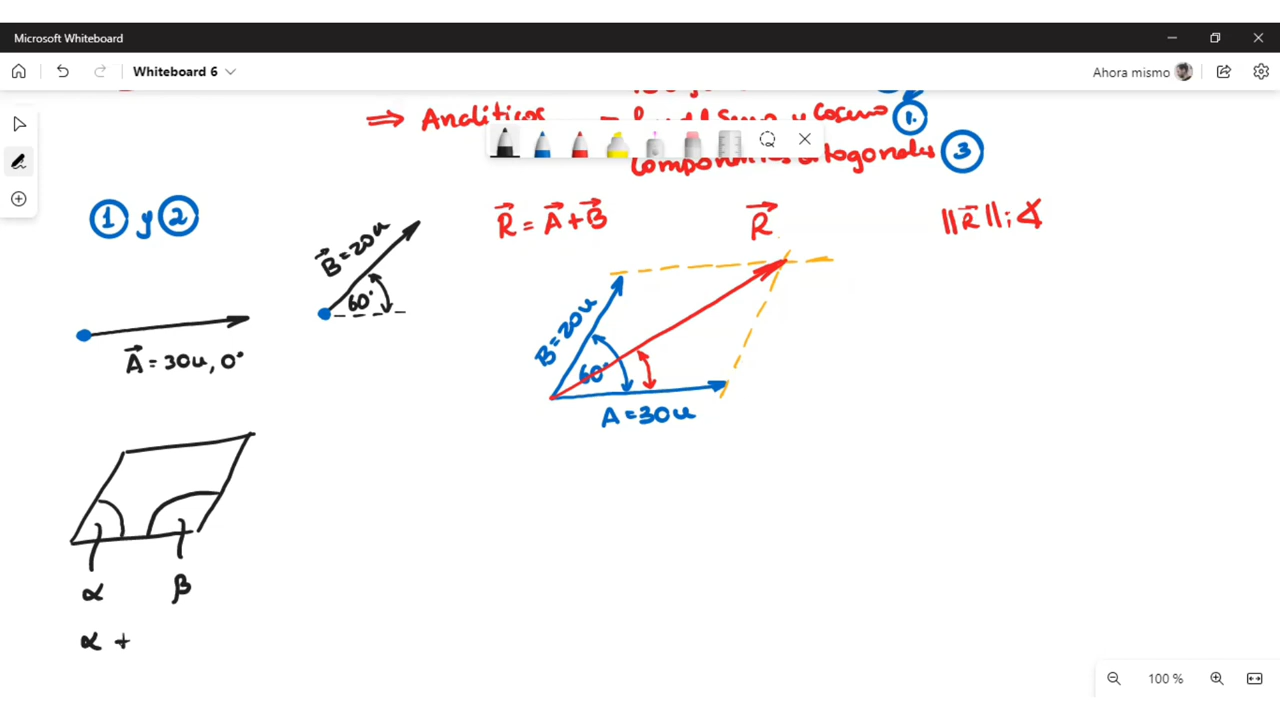 Microsoft Whiteboard
Whiteboard 6
Ahora mismo
⇒ Analíticos
y Coseno 1.
3
1 y 2
B⃗ = 20u
60°
A⃗ = 30u, 0°
R⃗ = A⃗ + B⃗
R⃗
||R⃗||; ∢
B = 20u
60°
A = 30u
α
β
α +
100 %